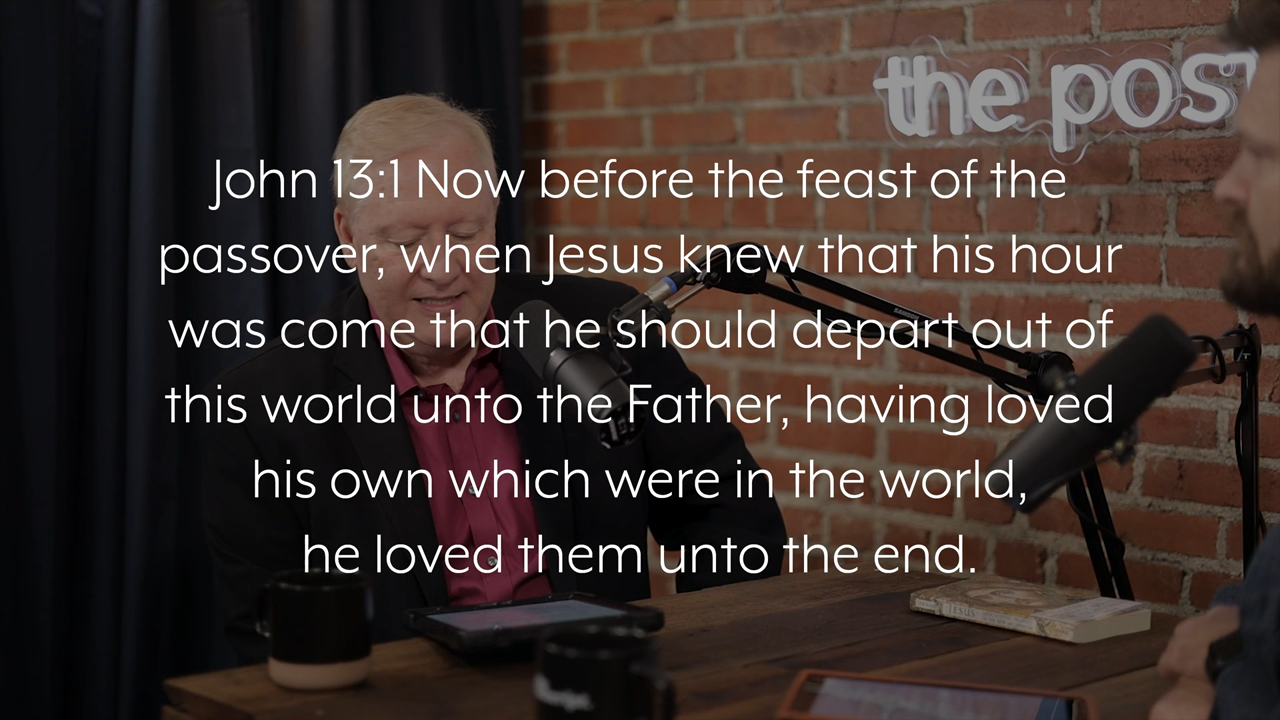 the pos
John 13:1 Now before the feast of the
passover, when Jesus knew that his hour
was come that he should depart out of
this world unto the Father, having loved
his own which were in the world,
he loved them unto the end.
JESUS